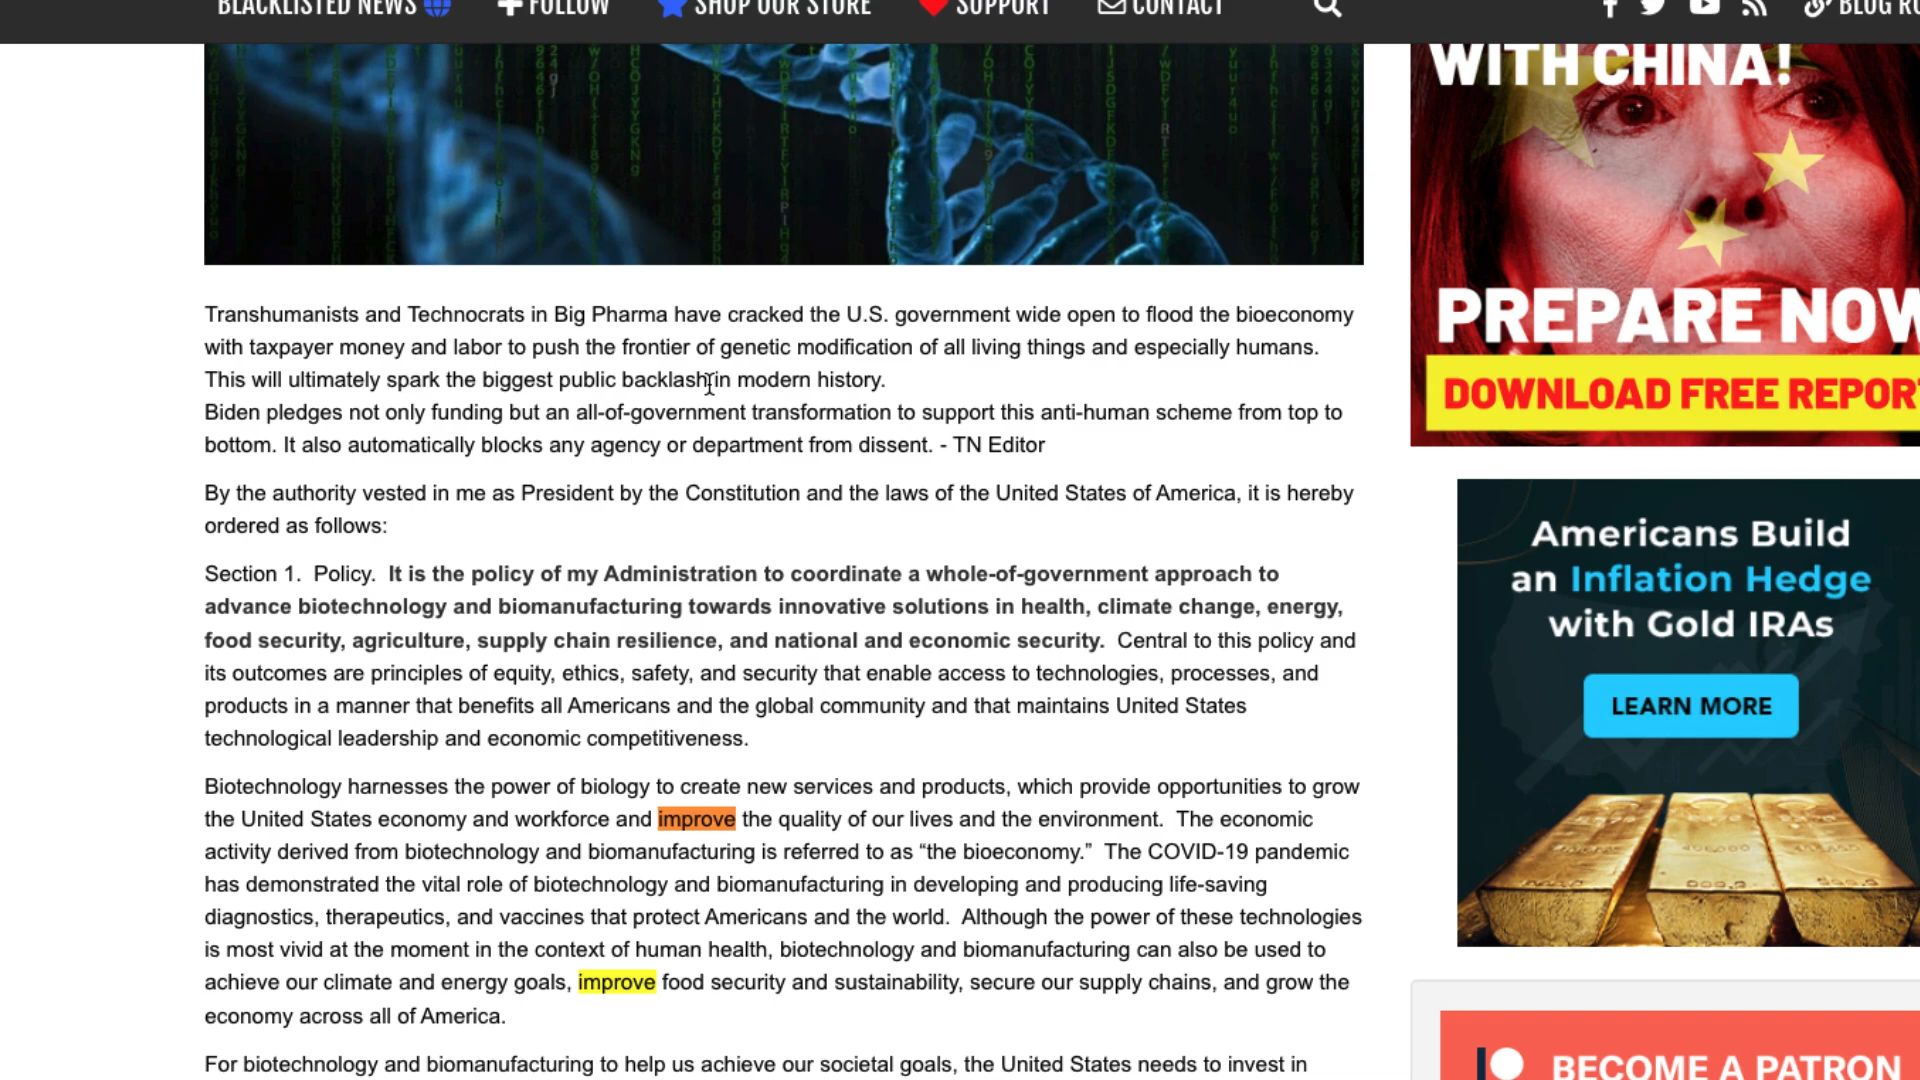 BLACKLISTED NEWS
FOLLOW
SHOP OUR STORE
SUPPORT
CONTACT
Transhumanists and Technocrats in Big Pharma have cracked the U.S. government wide open to flood the bioeconomy
with taxpayer money and labor to push the frontier of genetic modification of all living things and especially humans.
This will ultimately spark the biggest public backlash in modern history.
Biden pledges not only funding but an all-of-government transformation to support this anti-human scheme from top to
bottom. It also automatically blocks any agency or department from dissent. - TN Editor
By the authority vested in me as President by the Constitution and the laws of the United States of America, it is hereby
ordered as follows:
Section 1.  Policy.  It is the policy of my Administration to coordinate a whole-of-government approach to
advance biotechnology and biomanufacturing towards innovative solutions in health, climate change, energy,
food security, agriculture, supply chain resilience, and national and economic security.  Central to this policy and
its outcomes are principles of equity, ethics, safety, and security that enable access to technologies, processes, and
products in a manner that benefits all Americans and the global community and that maintains United States
technological leadership and economic competitiveness.
Biotechnology harnesses the power of biology to create new services and products, which provide opportunities to grow
the United States economy and workforce and improve the quality of our lives and the environment.  The economic
activity derived from biotechnology and biomanufacturing is referred to as “the bioeconomy.”  The COVID-19 pandemic
has demonstrated the vital role of biotechnology and biomanufacturing in developing and producing life-saving
diagnostics, therapeutics, and vaccines that protect Americans and the world.  Although the power of these technologies
is most vivid at the moment in the context of human health, biotechnology and biomanufacturing can also be used to
achieve our climate and energy goals, improve food security and sustainability, secure our supply chains, and grow the
economy across all of America.
For biotechnology and biomanufacturing to help us achieve our societal goals, the United States needs to invest in
WITH CHINA!
PREPARE NOW
DOWNLOAD FREE REPORT
Americans Build
an Inflation Hedge
with Gold IRAs
LEARN MORE
BECOME A PATRON